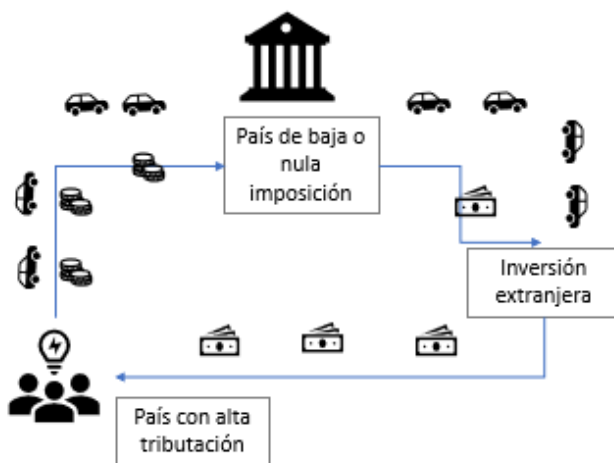 País de baja o
nula
imposición
Inversión
extranjera
País con alta
tributación